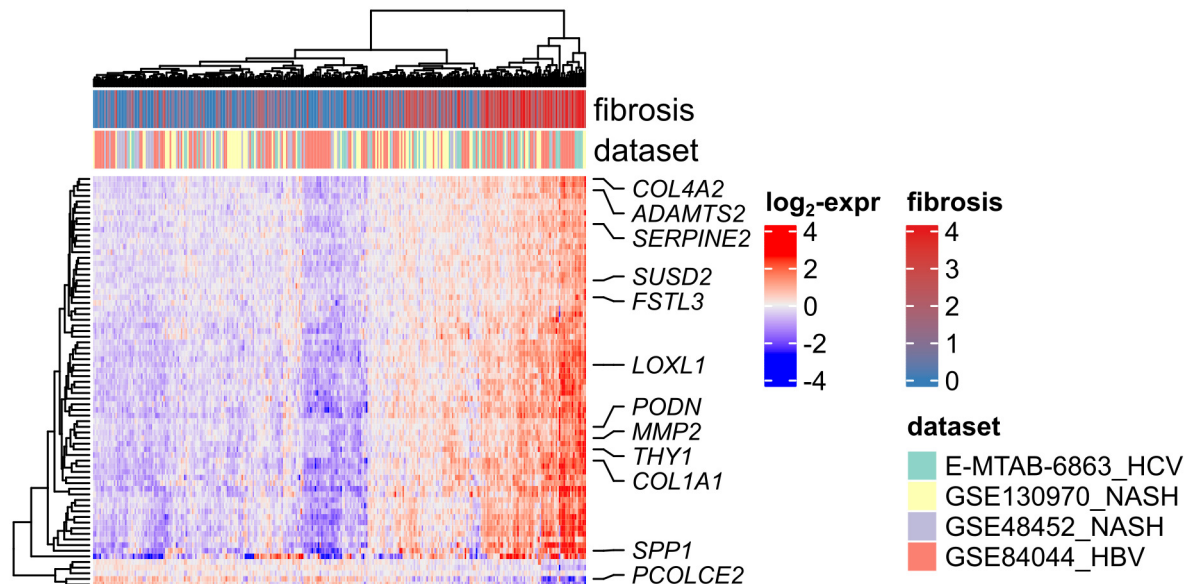 fibrosis
dataset
COL4A2
ADAMTS2
SERPINE2
SUSD2
FSTL3
LOXL1
PODN
MMP2
THY1
COL1A1
SPP1
PCOLCE2
log₂-expr
4
2
0
-2
-4
fibrosis
4
3
2
1
0
dataset
E-MTAB-6863_HCV
GSE130970_NASH
GSE48452_NASH
GSE84044_HBV